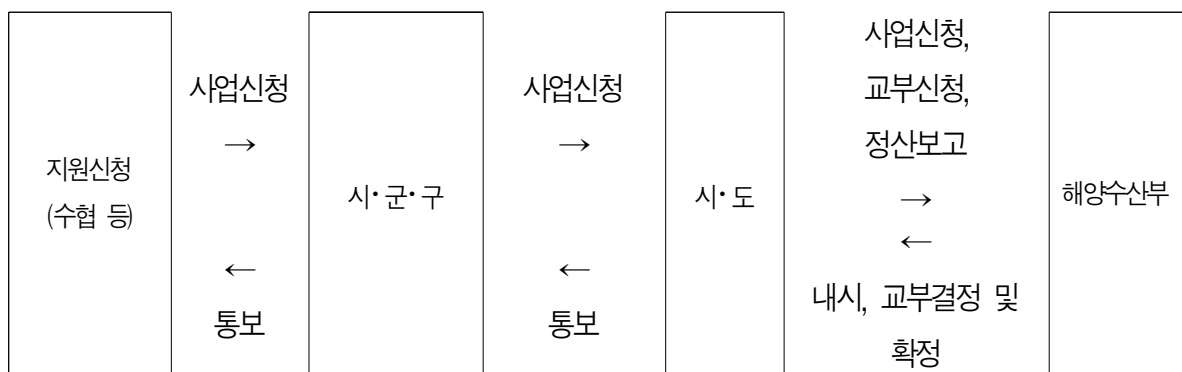 지원신청
(수협 등)
사업신청
→
←
통보
시·군·구
사업신청
→
←
통보
시·도
사업신청,
교부신청,
정산보고
→
←
내시, 교부결정 및
확정
해양수산부